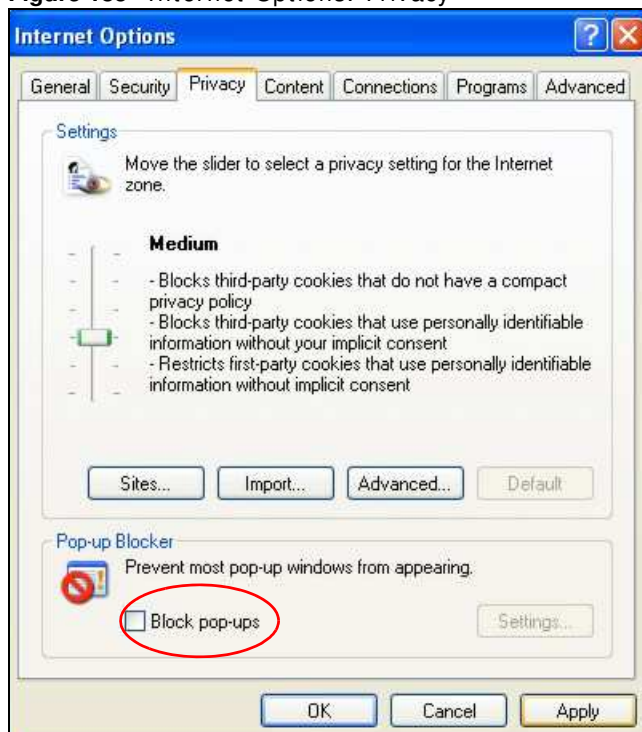 Internet Options: Privacy
Internet Options
General Security Privacy Content Connections Programs Advanced
Settings
Move the slider to select a privacy setting for the Internet
zone.
Medium
- Blocks third-party cookies that do not have a compact
privacy policy
- Blocks third-party cookies that use personally identifiable
information without your implicit consent
- Restricts first-party cookies that use personally identifiable
information without implicit consent
Sites... Import... Advanced... Default
Pop-up Blocker
Prevent most pop-up windows from appearing.
Block pop-ups Settings...
OK Cancel Apply